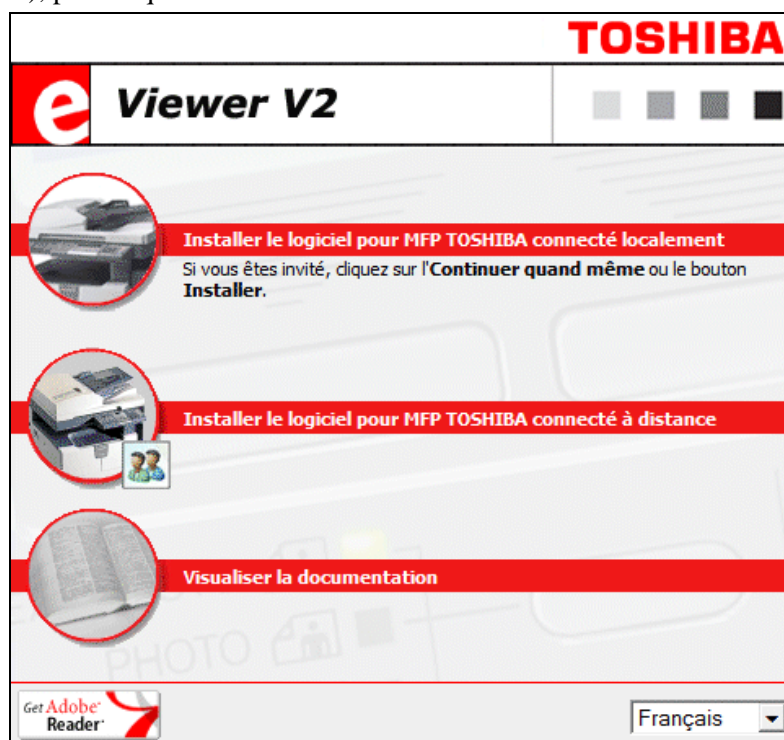 TOSHIBA
e Viewer V2
Installer le logiciel pour MFP TOSHIBA connecté localement
Si vous êtes invité, cliquez sur l'Continuer quand même ou le bouton
Installer.
Installer le logiciel pour MFP TOSHIBA connecté à distance
Visualiser la documentation
PHOTO
Get Adobe®
Reader®
Français